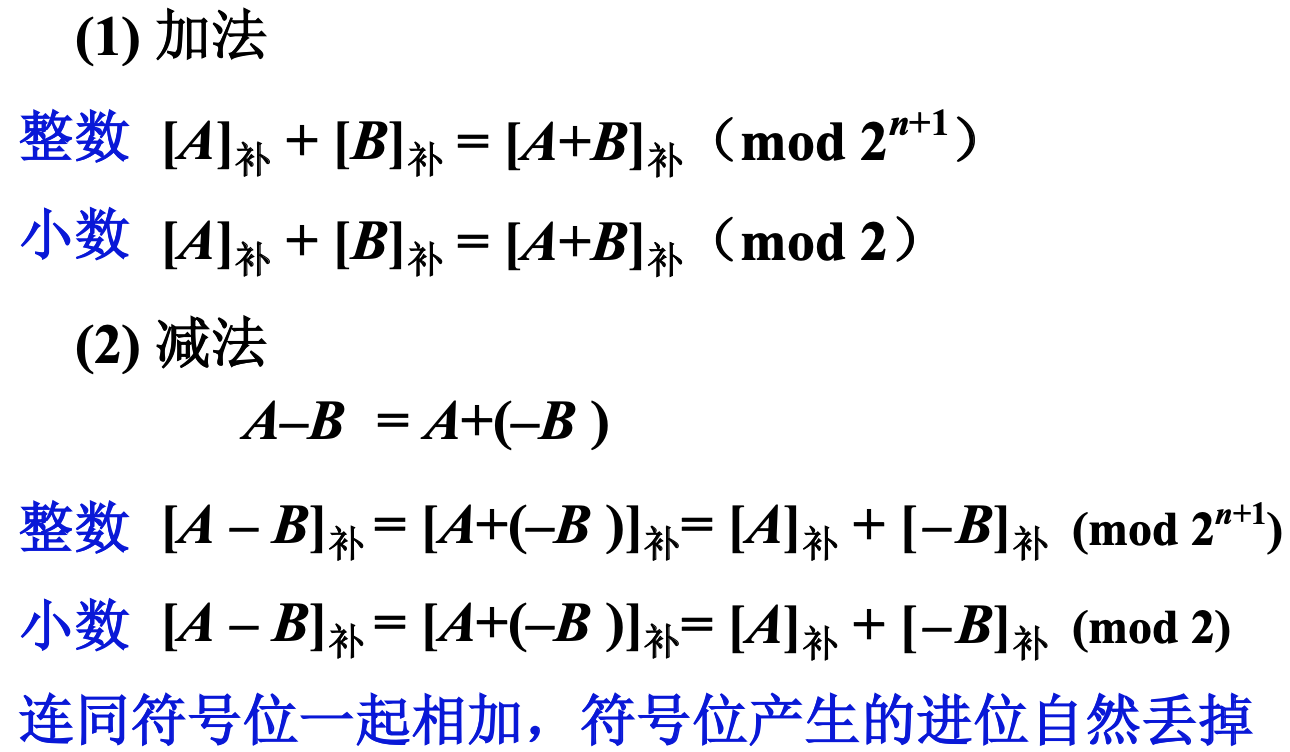 (1) 加法
整数 [A]补 + [B]补 = [A+B]补（mod 2^{n+1}）
小数 [A]补 + [B]补 = [A+B]补（mod 2）
(2) 减法
A–B = A+(–B )
整数 [A – B]补 = [A+(–B )]补= [A]补 + [–B]补 (mod 2^{n+1})
小数 [A – B]补 = [A+(–B )]补= [A]补 + [–B]补 (mod 2)
连同符号位一起相加，符号位产生的进位自然丢掉